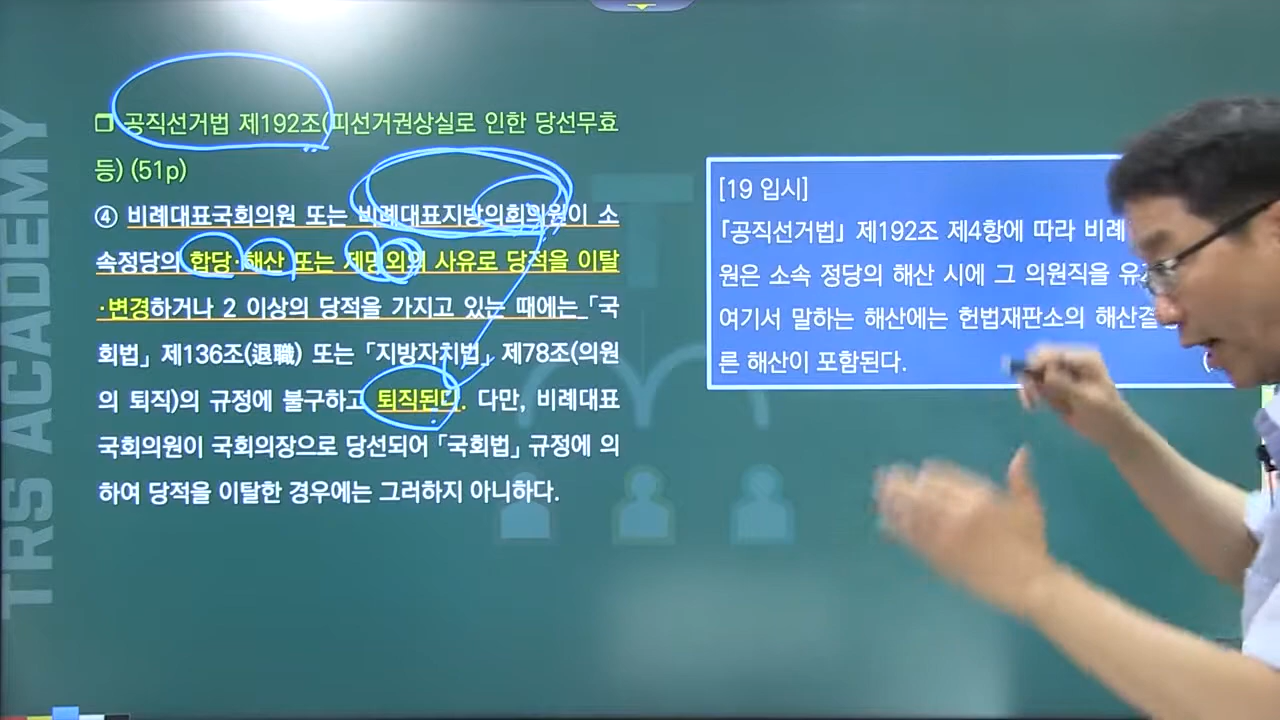 TRS ACADEMY
❐ 공직선거법 제192조(피선거권상실로 인한 당선무효
등) (51p)
④ 비례대표국회의원 또는 비례대표지방의회의원이 소
속정당의 합당·해산 또는 제명외의 사유로 당적을 이탈
·변경하거나 2 이상의 당적을 가지고 있는 때에는 「국
회법」 제136조(退職) 또는 「지방자치법」 제78조(의원
의 퇴직)의 규정에 불구하고 퇴직된다. 다만, 비례대표
국회의원이 국회의장으로 당선되어 「국회법」 규정에 의
하여 당적을 이탈한 경우에는 그러하지 아니하다.
[19 입시]
「공직선거법」 제192조 제4항에 따라 비례
원은 소속 정당의 해산 시에 그 의원직을
여기서 말하는 해산에는 헌법재판소의
른 해산이 포함된다.